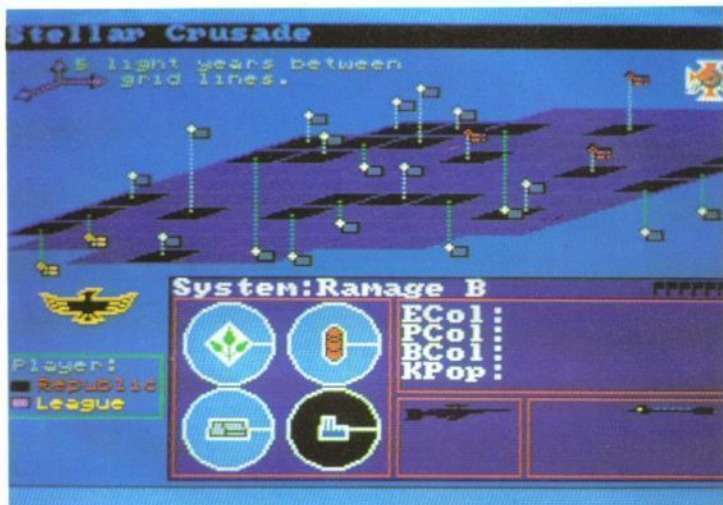 Stellar Crusade
5 light years between
grid lines.
System:Ramage B
ECol:
PCol:
BCol:
KPop:
Player:
Republic
League